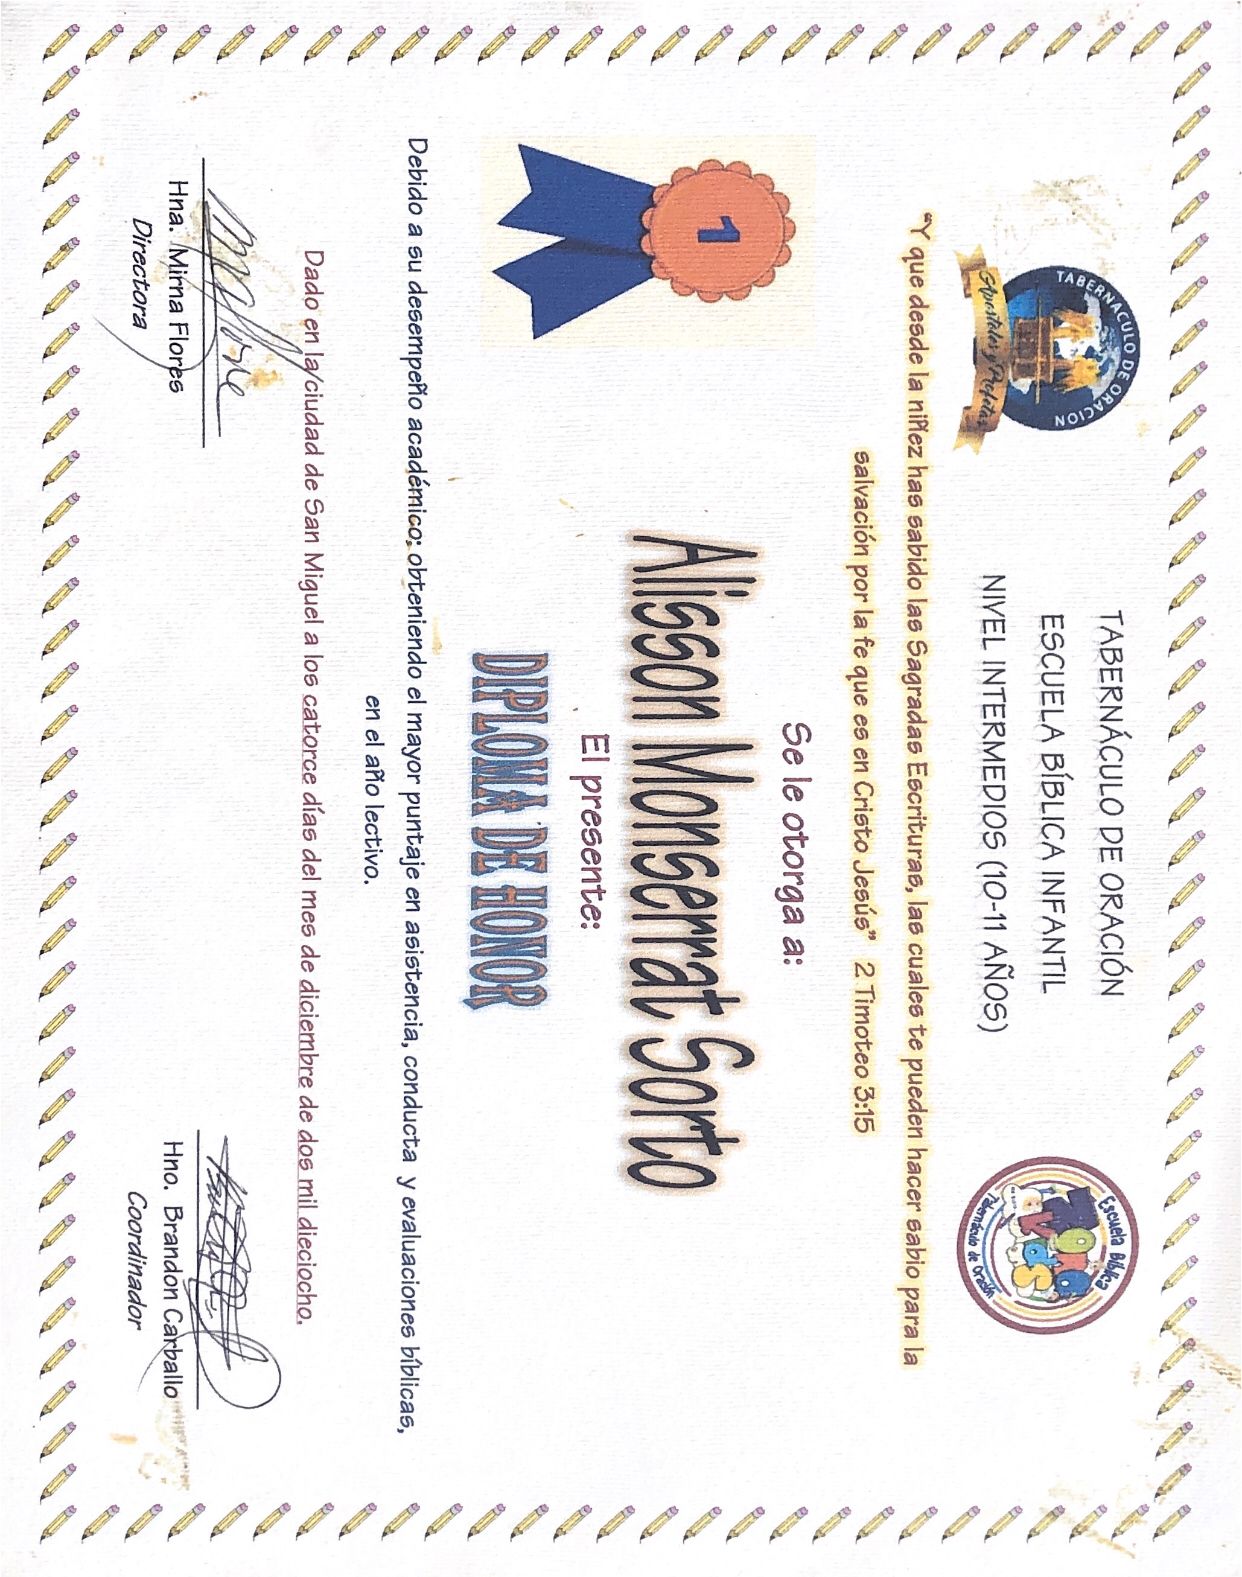 TABERNÁCULO DE ORACIÓN
ESCUELA BÍBLICA INFANTIL
NIVEL INTERMEDIOS (10-11 AÑOS)
TABERNACULO DE ORACION
Apostoles y Profetas
Escuela Bíblica
Tabernáculo de Oración
"Y que desde la niñez has sabido las Sagradas Escrituras, las cuales te pueden hacer sabio para la
salvación por la fe que es en Cristo Jesús" 2 Timoteo 3:15
Se le otorga a:
Alisson Monserrat Sorto
1
El presente:
DIPLOMA DE HONOR
Debido a su desempeño académico; obteniendo el mayor puntaje en asistencia, conducta y evaluaciones bíblicas,
en el año lectivo.
Dado en la ciudad de San Miguel a los catorce días del mes de diciembre de dos mil dieciocho.
Hna. Mirna Flores
Directora
Hno. Brandon Carballo
Coordinador